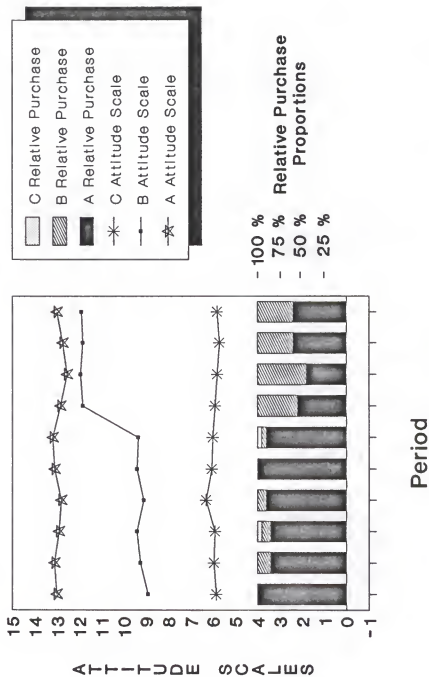 C Relative Purchase
B Relative Purchase
A Relative Purchase
C Attitude Scale
B Attitude Scale
A Attitude Scale
15
14
13
12
11
10
9
8
7
6
5
4
3
2
1
0
-1
ATTITUDE SCALES
- 100 %
- 75 % Relative Purchase
- 50 % Proportions
- 25 %
Period